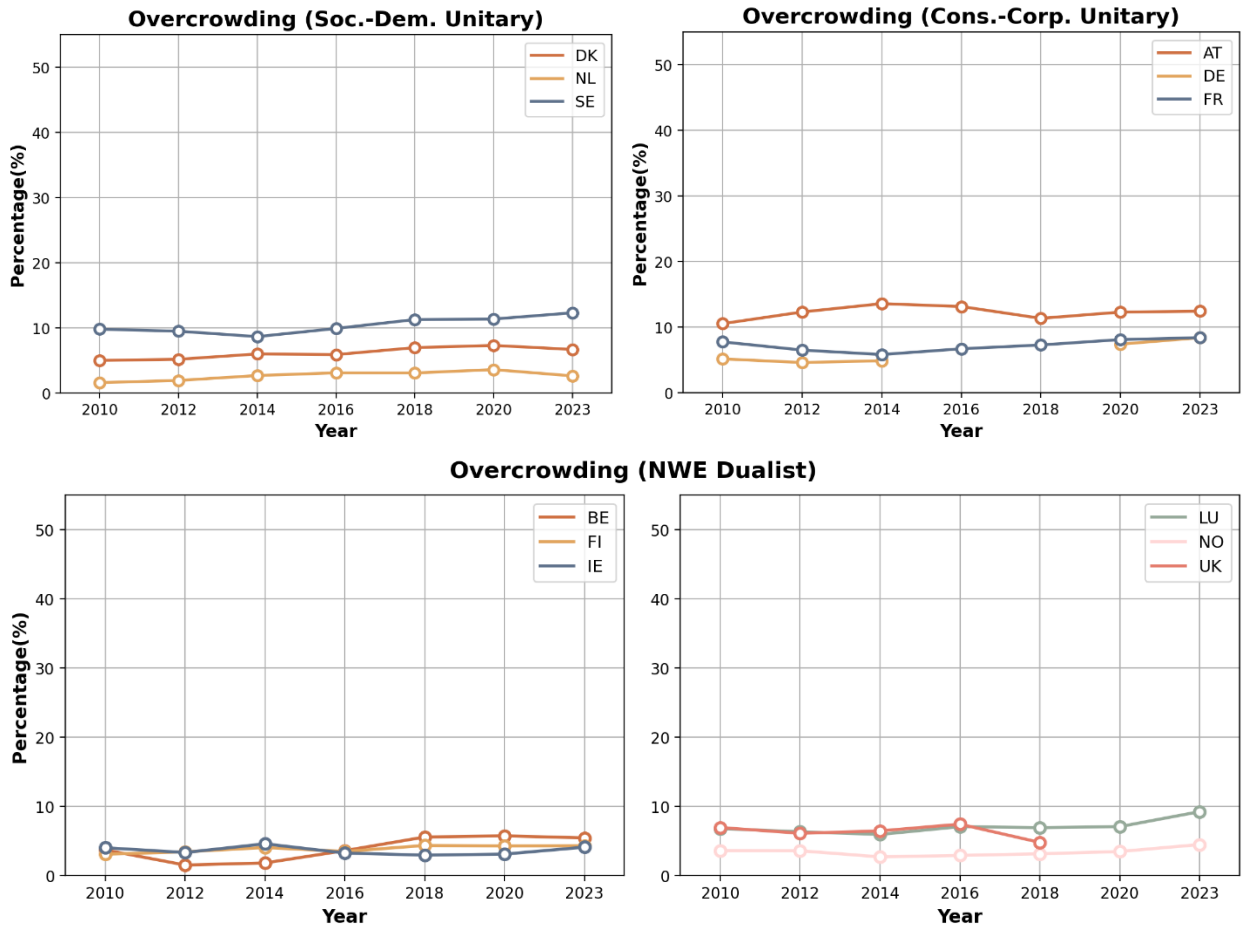 Overcrowding (Soc.-Dem. Unitary)
Percentage(%)
50
40
30
20
10
0
DK
NL
SE
2010 2012 2014 2016 2018 2020 2023
Year
Overcrowding (Cons.-Corp. Unitary)
Percentage(%)
50
40
30
20
10
0
AT
DE
FR
2010 2012 2014 2016 2018 2020 2023
Year
Overcrowding (NWE Dualist)
Percentage(%)
50
40
30
20
10
0
BE
FI
IE
2010 2012 2014 2016 2018 2020 2023
Year
50
40
30
20
10
0
LU
NO
UK
2010 2012 2014 2016 2018 2020 2023
Year